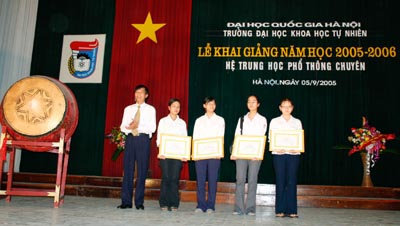 ĐẠI HỌC QUỐC GIA HÀ NỘI
TRƯỜNG ĐẠI HỌC KHOA HỌC TỰ NHIÊN
LỄ KHAI GIẢNG NĂM HỌC 2005-2006
HỆ TRUNG HỌC PHỔ THÔNG CHUYÊN
HÀ NỘI, NGÀY 05/9/2005